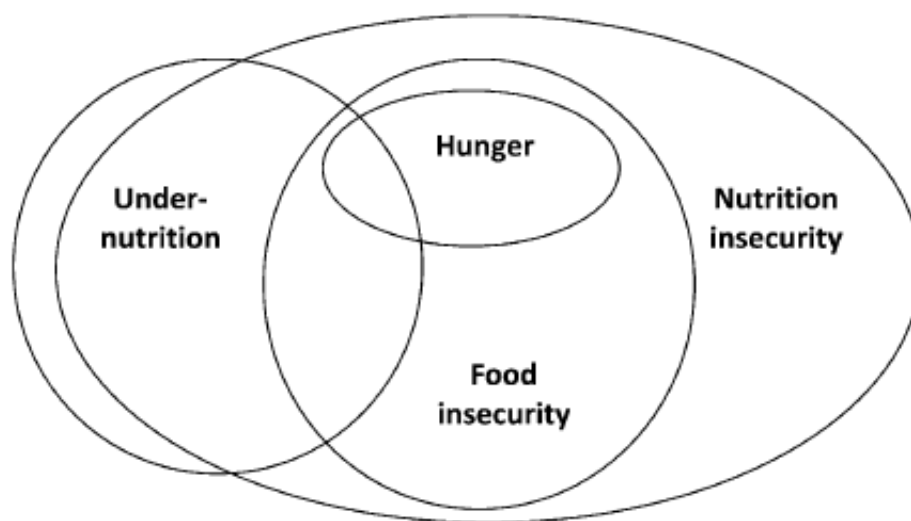 Hunger
Under-
nutrition
Nutrition
insecurity
Food
insecurity